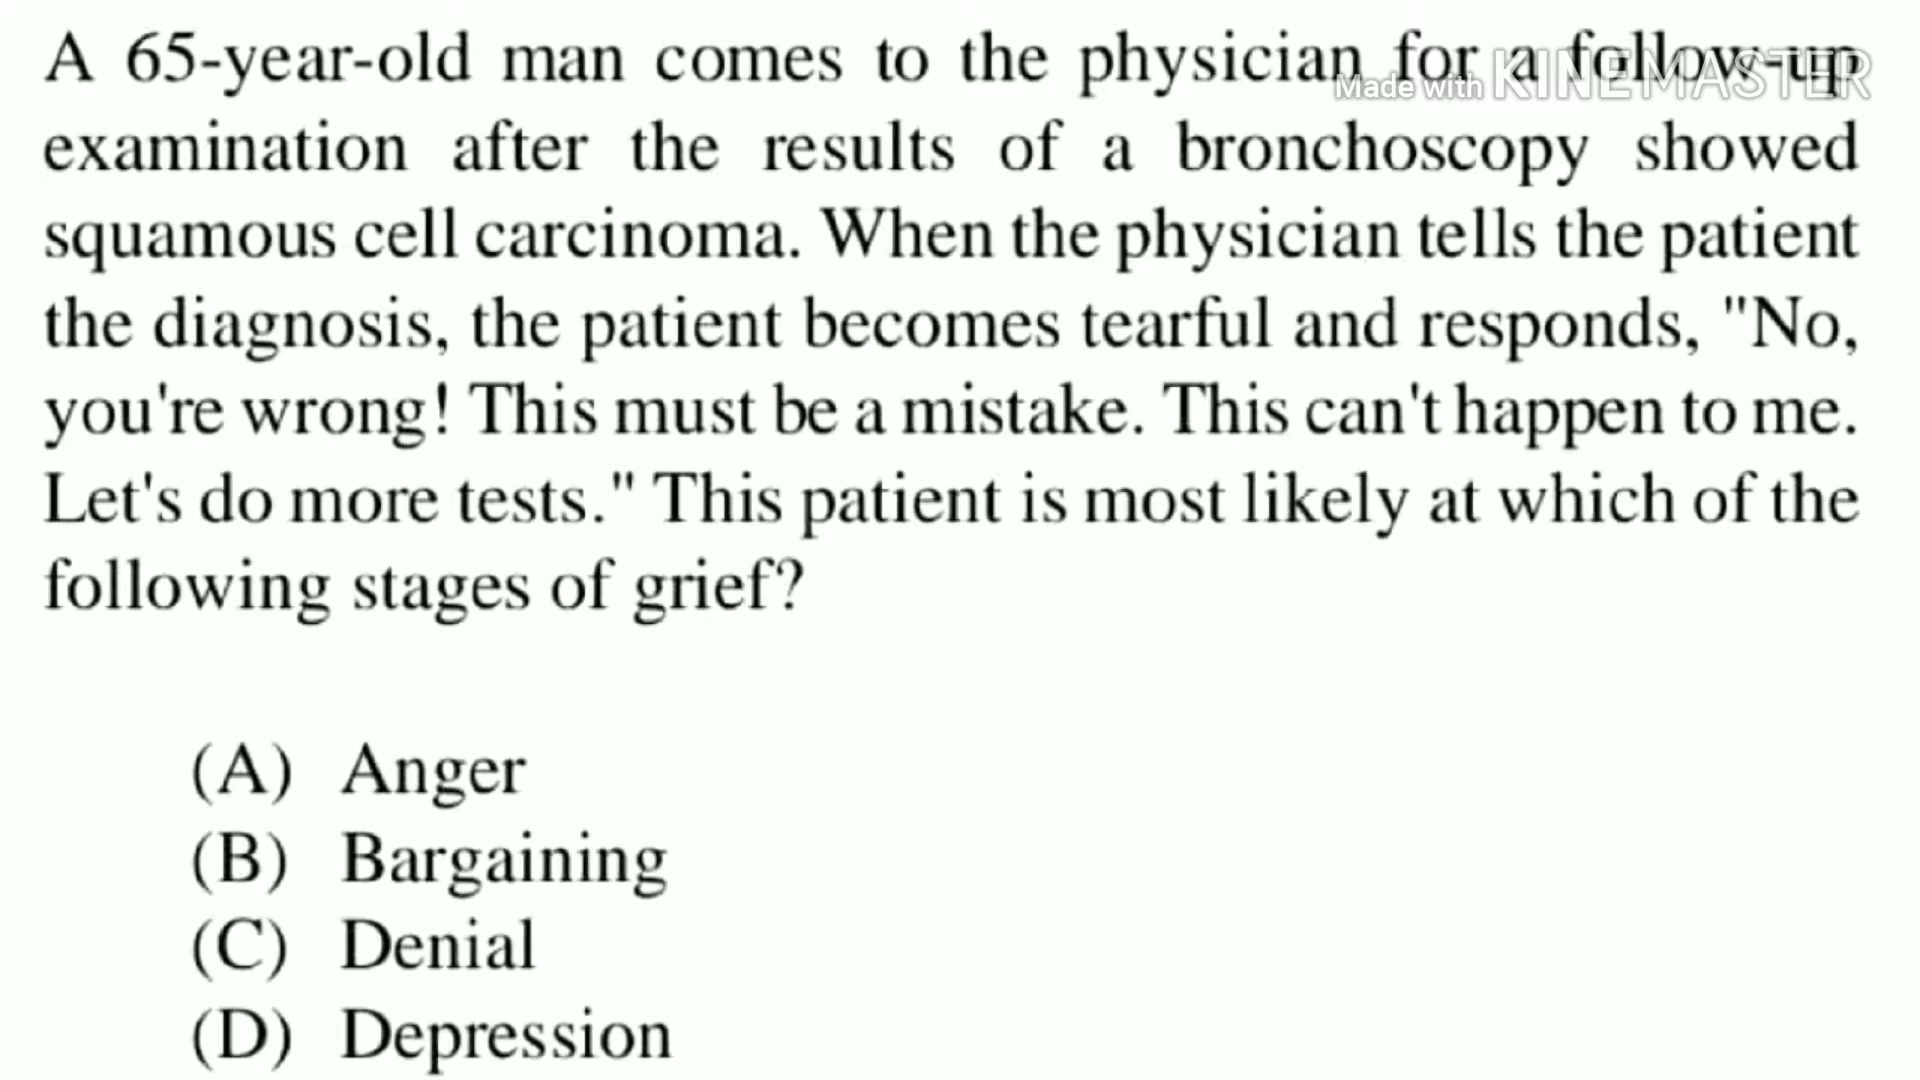 A 65-year-old man comes to the physician for a follow-up
Made with KINEMASTER
examination after the results of a bronchoscopy showed
squamous cell carcinoma. When the physician tells the patient
the diagnosis, the patient becomes tearful and responds, "No,
you're wrong! This must be a mistake. This can't happen to me.
Let's do more tests." This patient is most likely at which of the
following stages of grief?
(A) Anger
(B) Bargaining
(C) Denial
(D) Depression